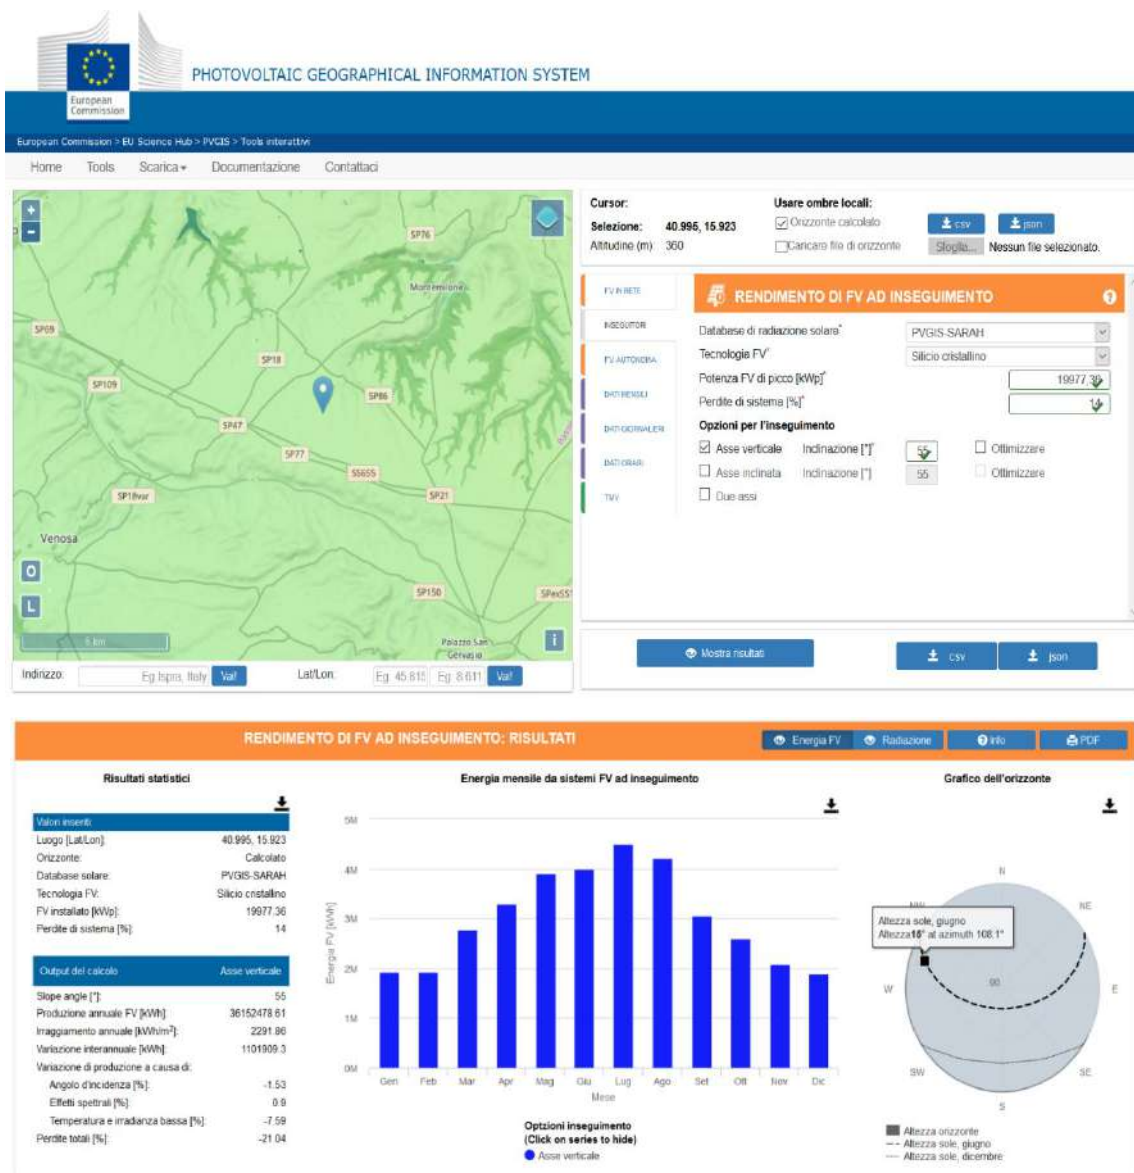 PHOTOVOLTAIC GEOGRAPHICAL INFORMATION SYSTEM
European
Commission
European Commission > EU Science Hub > PVGIS > Tools interattivi
Home Tools Scarica Documentazione Contattaci
+
-
SP76
Montemilone
SP69
SP18
SP109
SP86
SP47
SP77
SS655
SP18var
SP21
Venosa
O
L
SP150
SPexSS
5 km
Palazzo San
Gervasio
i
Indirizzo: Eg Ispra, Italy Vai! Lat/Lon: Eg: 45.815 Eg: 8.611 Vai!
Cursor: Usare ombre locali:
Selezione: 40.995, 15.923 Orizzonte calcolato csv json
Altitudine (m): 360 Caricare file di orizzonte Sfoglia... Nessun file selezionato.
FV IN RETE
INSEGUITORI
FV AUTONOMA
DATI MENSILI
DATI GIORNALIERI
DATI ORARI
TMY
RENDIMENTO DI FV AD INSEGUIMENTO ?
Database di radiazione solare* PVGIS-SARAH
Tecnologia FV* Silicio cristallino
Potenza FV di picco [kWp]* 19977,36
Perdite di sistema [%]* 14
Opzioni per l'inseguimento
Asse verticale Inclinazione [°]* 55 Ottimizzare
Asse inclinata Inclinazione [°] 55 Ottimizzare
Due assi
Mostra risultati csv json
RENDIMENTO DI FV AD INSEGUIMENTO: RISULTATI Energia FV Radiazione Info PDF
Risultati statistici
Valori inseriti:
Luogo [Lat/Lon]: 40.995, 15.923
Orizzonte: Calcolato
Database solare: PVGIS-SARAH
Tecnologia FV: Silicio cristallino
FV installato [kWp]: 19977.36
Perdite di sistema [%]: 14
Output del calcolo Asse verticale
Slope angle [°]: 55
Produzione annuale FV [kWh]: 36152478.61
Irraggiamento annuale [kWh/m²]: 2291.86
Variazione interannuale [kWh]: 1101909.3
Variazione di produzione a causa di:
Angolo d'incidenza [%]: -1.53
Effetti spettrali [%]: 0.9
Temperatura e irradianza bassa [%]: -7.59
Perdite totali [%]: -21.04
Energia mensile da sistemi FV ad inseguimento
5M
4M
3M
2M
1M
0M
Energia FV [kWh]
Gen Feb Mar Apr Mag Giu Lug Ago Set Ott Nov Dic
Mese
Optzioni inseguimento
(Click on series to hide)
Asse verticale
Grafico dell'orizzonte
N
NW NE
Altezza sole, giugno
Altezza18° at azimuth 108.1°
W 90 E
SW SE
S
Altezza orizzonte
Altezza sole, giugno
Altezza sole, dicembre